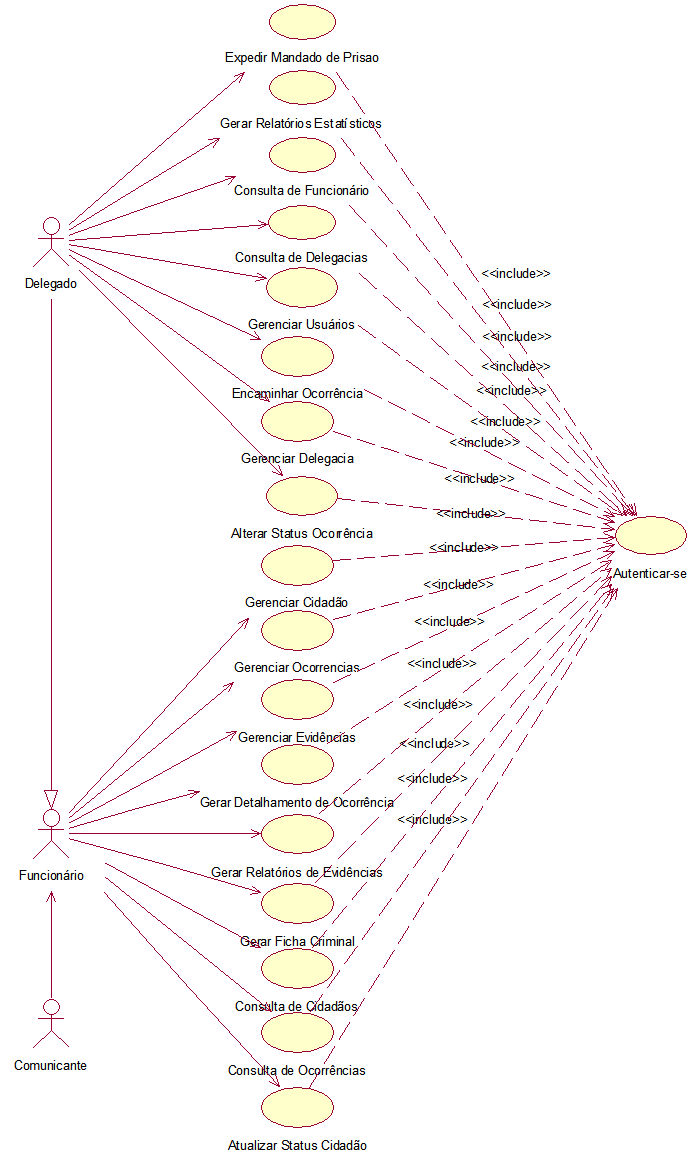 Expedir Mandado de Prisao
Gerar Relatórios Estatísticos
Consulta de Funcionário
Consulta de Delegacias
Delegado
<<include>>
<<include>>
Gerenciar Usuários
<<include>>
<<include>>
Encaminhar Ocorrência
<<include>>
<<include>>
<<include>>
Gerenciar Delegacia
<<include>>
<<include>>
Alterar Status Ocorrência
<<include>>
Autenticar-se
<<include>>
Gerenciar Cidadão
<<include>>
Gerenciar Ocorrencias
<<include>>
<<include>>
Gerenciar Evidências
<<include>>
<<include>>
Gerar Detalhamento de Ocorrência
<<include>>
Gerar Relatórios de Evidências
Funcionário
Gerar Ficha Criminal
Consulta de Cidadãos
Comunicante
Consulta de Ocorrências
Atualizar Status Cidadão